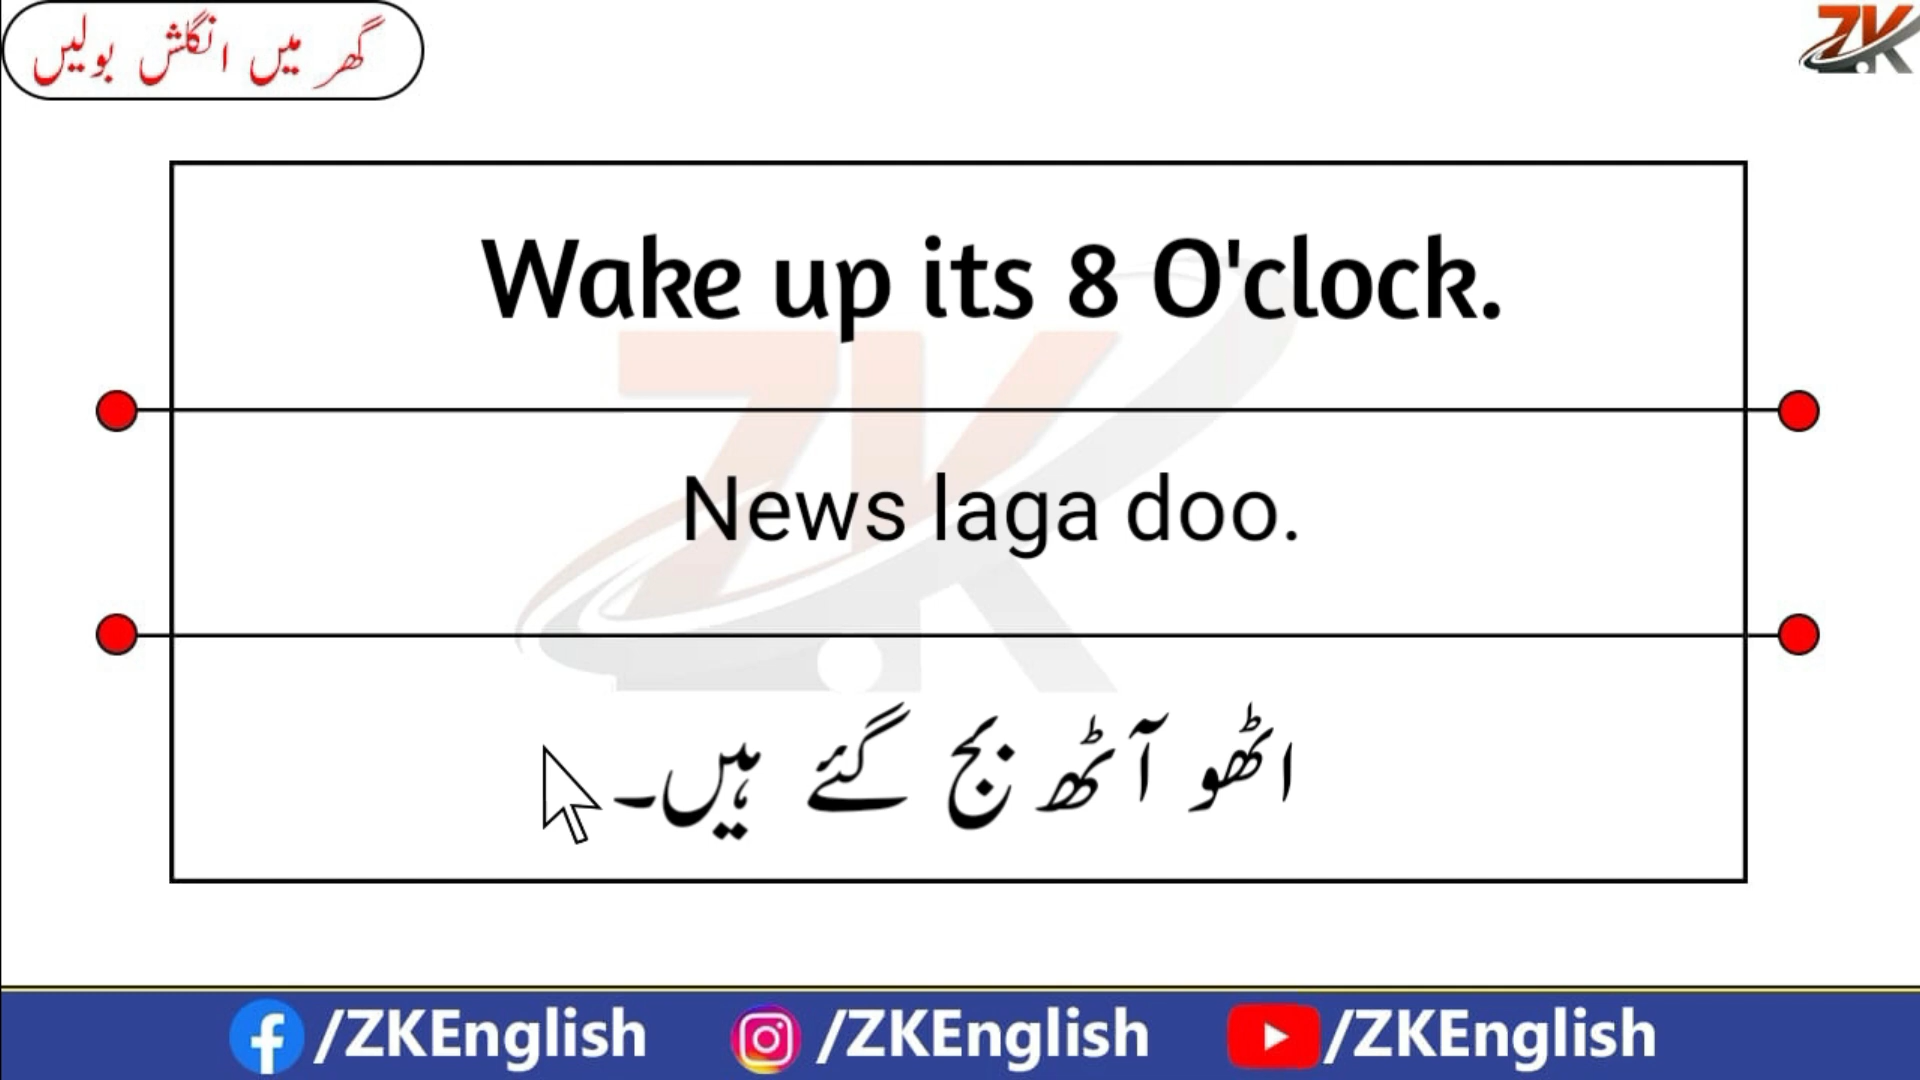 گھر میں انگلش بولیں
ZK
Wake up its 8 O'clock.
News laga doo.
اٹھو آٹھ بج گئے ہیں۔
/ZKEnglish /ZKEnglish /ZKEnglish